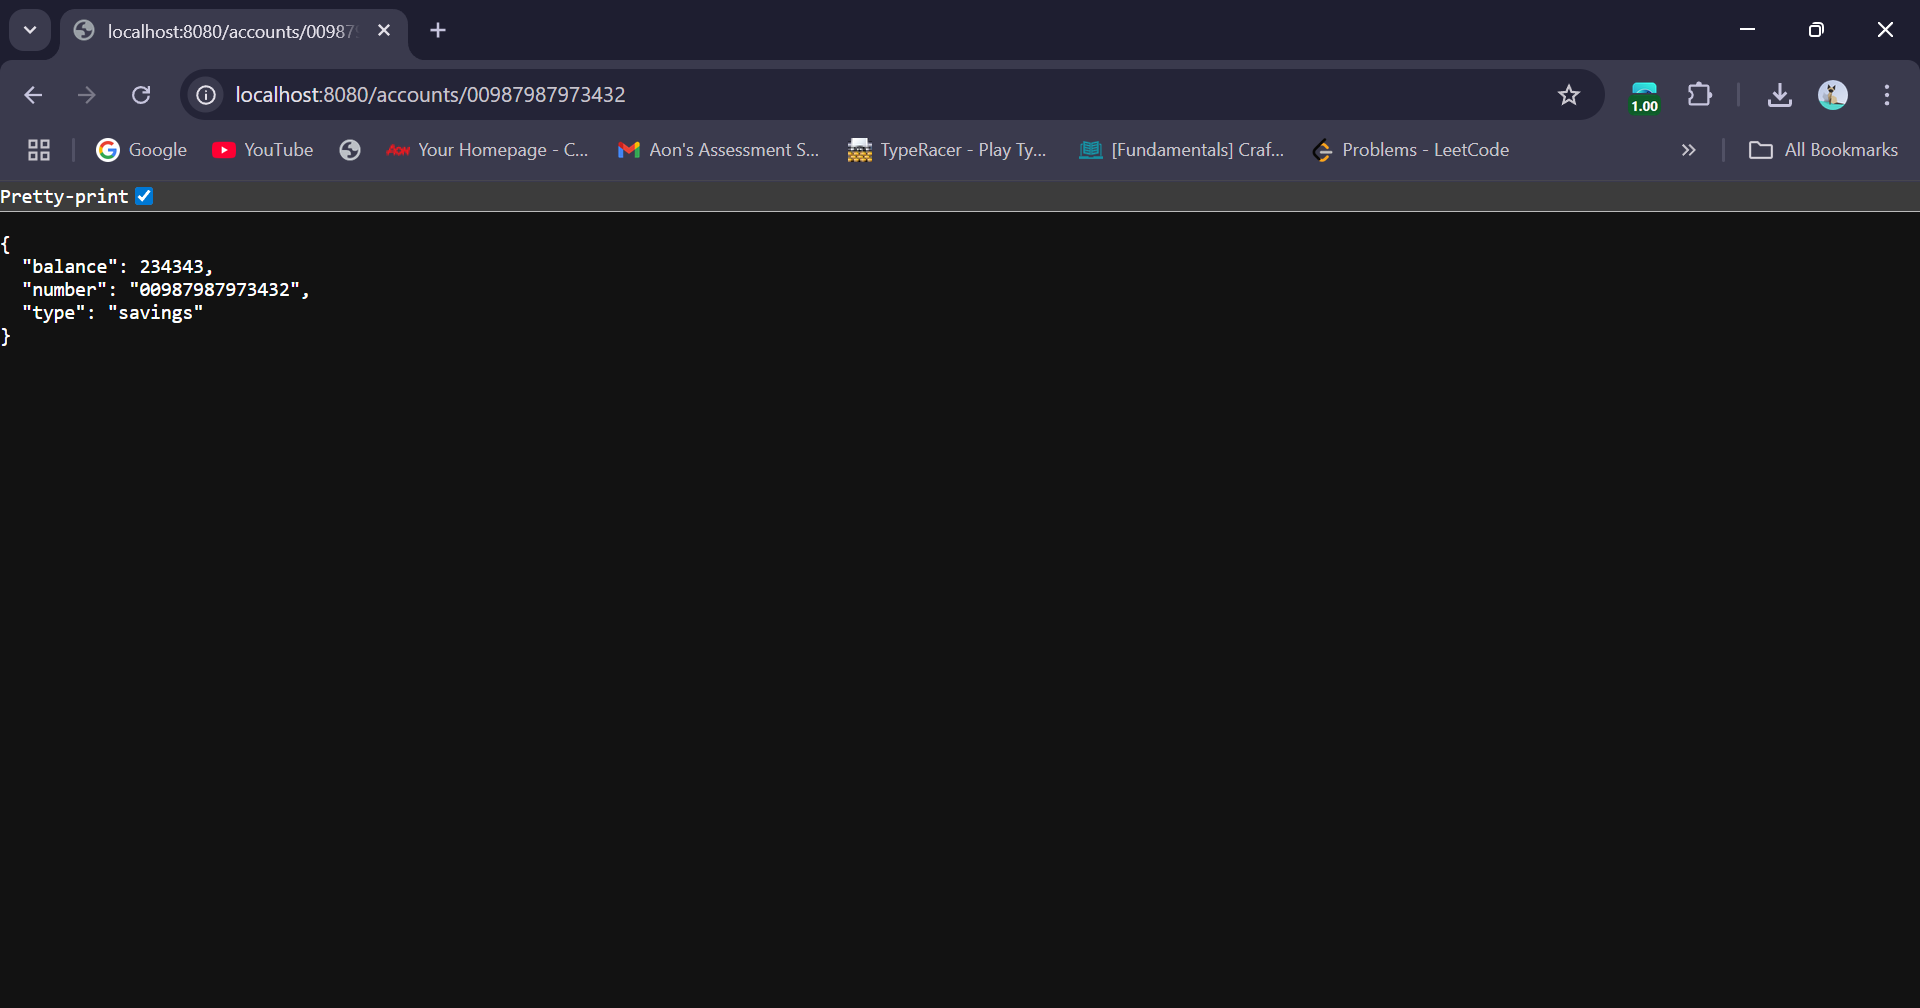 localhost:8080/accounts/00987
localhost:8080/accounts/00987987973432
1.00
Google
YouTube
Aon Your Homepage - C...
Aon's Assessment S...
TypeRacer - Play Ty...
[Fundamentals] Craf...
Problems - LeetCode
All Bookmarks
Pretty-print
{
"balance": 234343,
"number": "00987987973432",
"type": "savings"
}